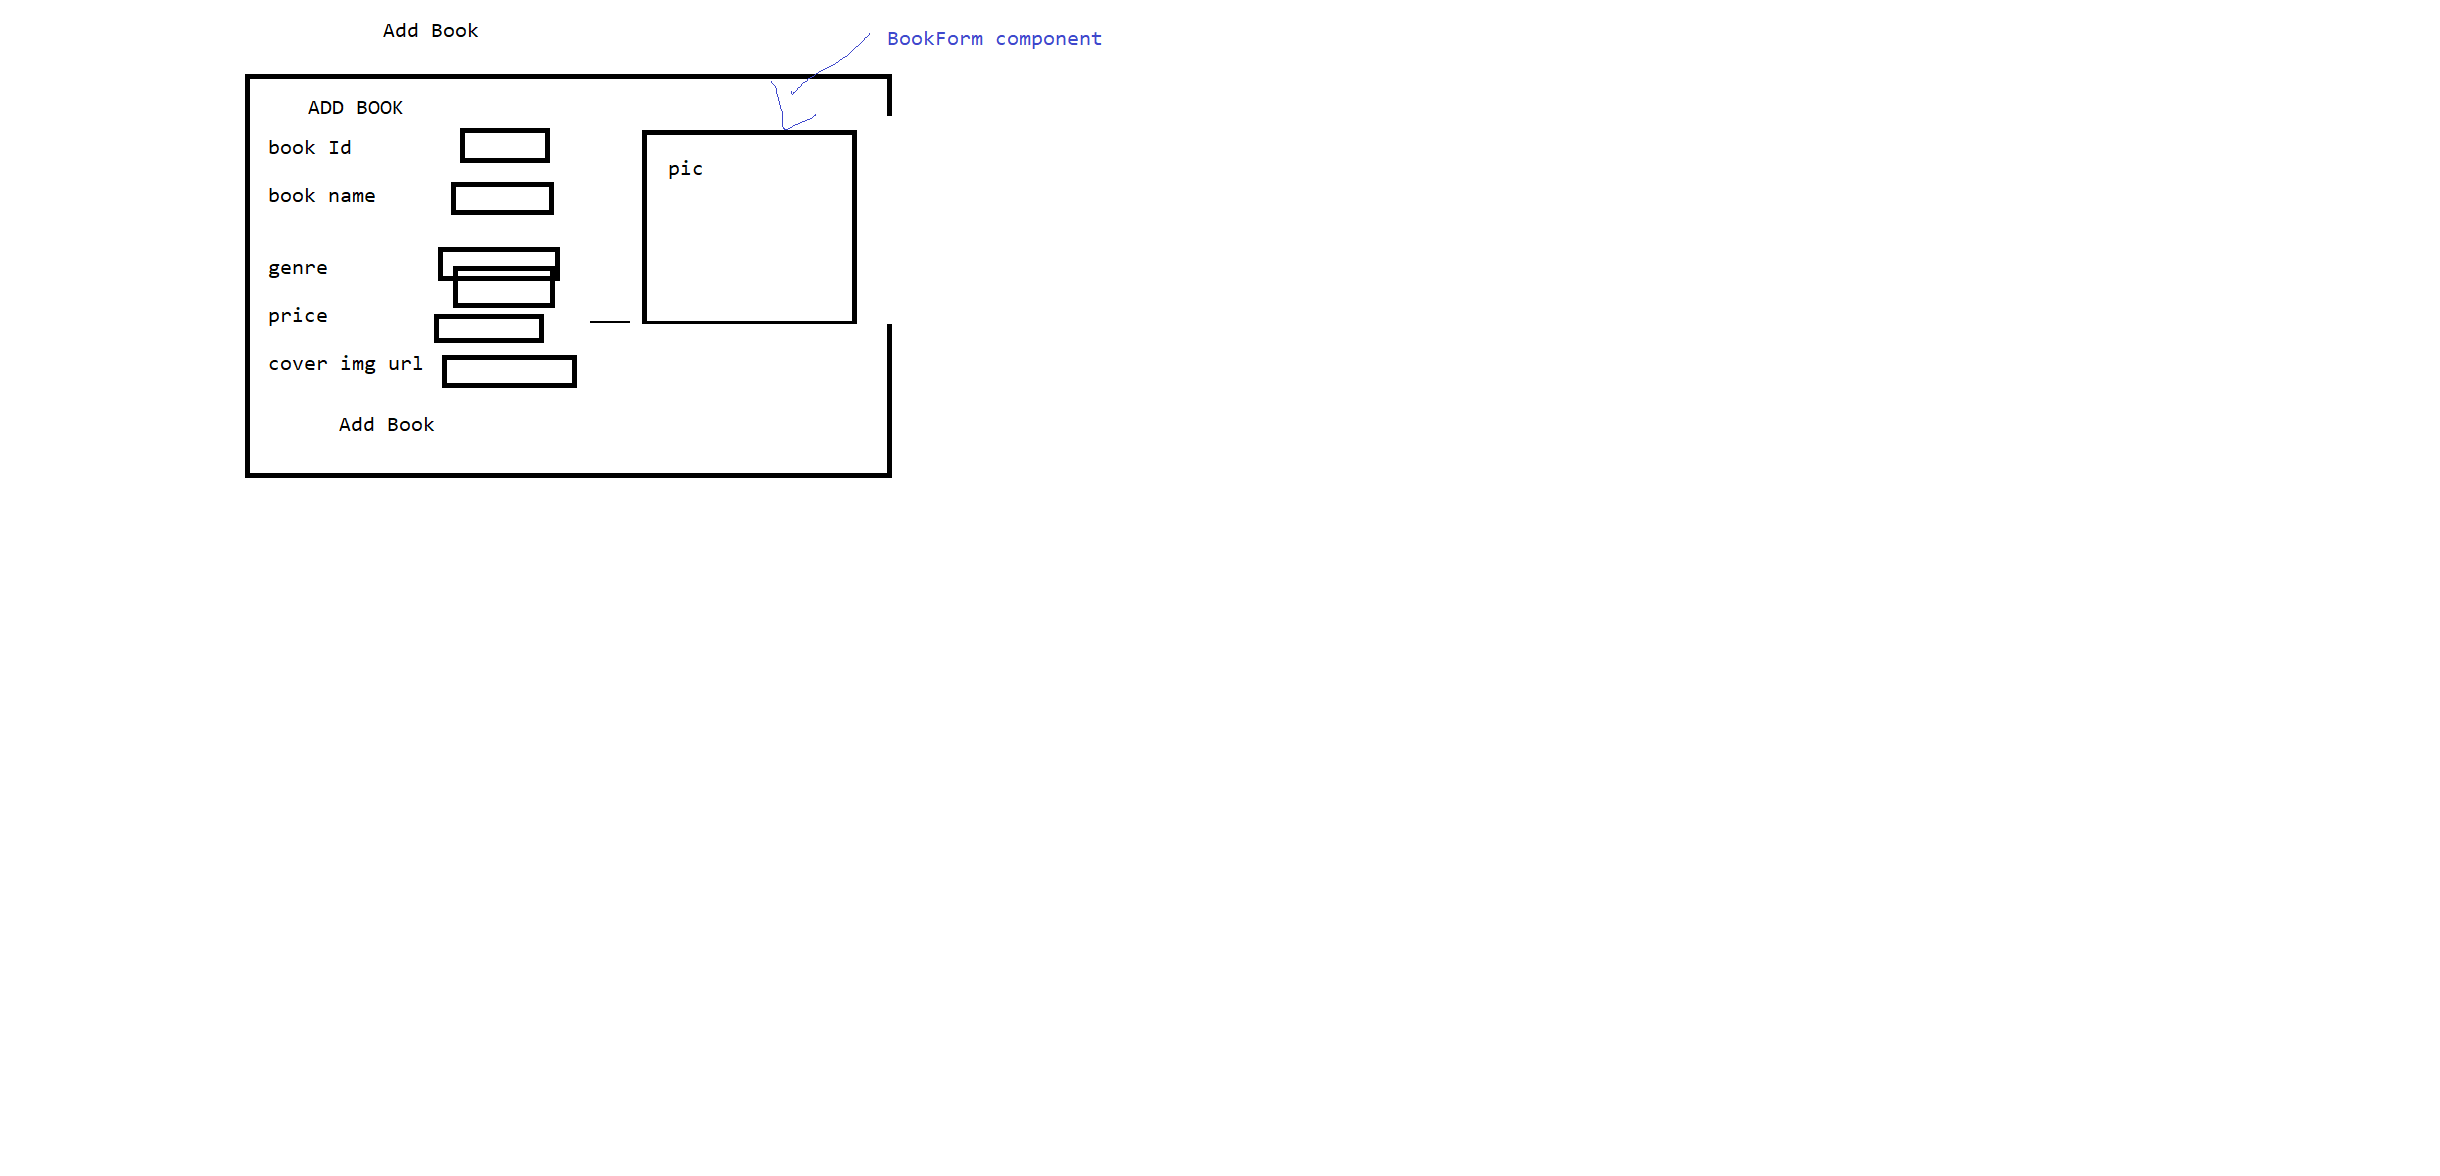 Add Book
BookForm component
ADD BOOK
book Id
pic
book name
genre
price
cover img url
Add Book